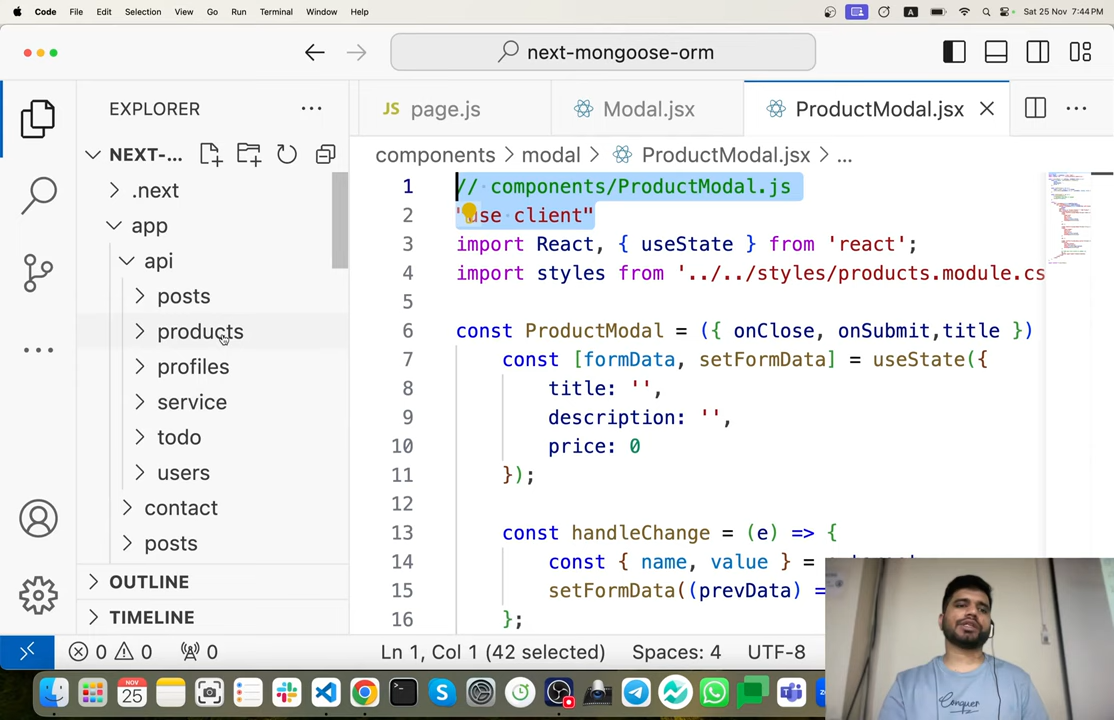 Code File Edit Selection View Go Run Terminal Window Help A Sat 25 Nov 7:44PM
next-mongoose-orm
EXPLORER
JS page.js Modal.jsx ProductModal.jsx
NEXT-...
components > modal > ProductModal.jsx > ...
.next
app
api
posts
products
profiles
service
todo
users
contact
posts
OUTLINE
TIMELINE
1 // components/ProductModal.js
2 "use client"
3 import React, { useState } from 'react';
4 import styles from '../../styles/products.module.cs
5
6 const ProductModal = ({ onClose, onSubmit,title })
7 const [formData, setFormData] = useState({
8 title: '',
9 description: '',
10 price: 0
11 });
12
13 const handleChange = (e) => {
14 const { name, value } =
15 setFormData((prevData) =
16 };
0 0 0 Ln 1, Col 1 (42 selected) Spaces: 4 UTF-8
NOV
25